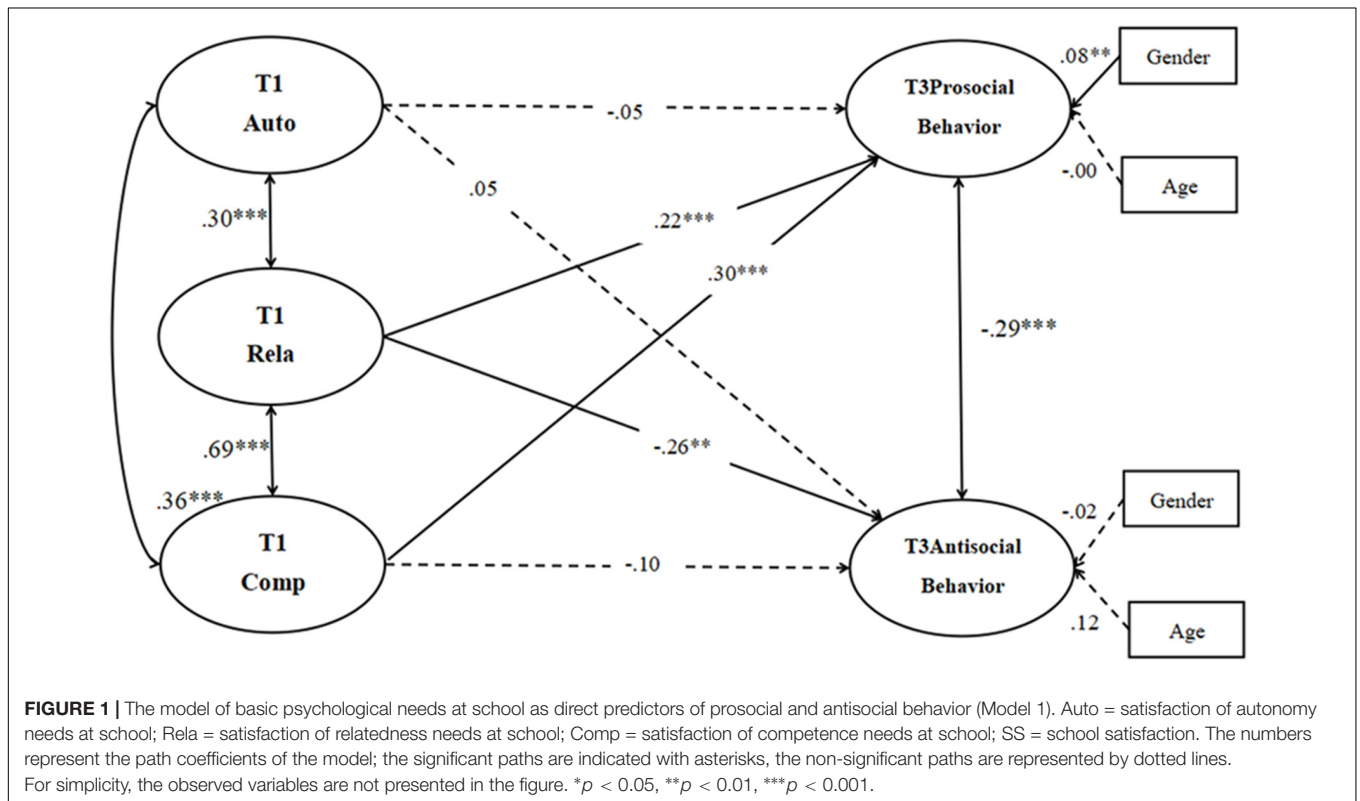 T1
Auto
T1
Rela
T1
Comp
.30***
.69***
.36***
-.05
.05
.22***
.30***
-.26**
-.10
T3Prosocial
Behavior
-.29***
T3Antisocial
Behavior
.08**
Gender
-.00
Age
-.02
Gender
.12
Age
FIGURE 1 | The model of basic psychological needs at school as direct predictors of prosocial and antisocial behavior (Model 1). Auto = satisfaction of autonomy
needs at school; Rela = satisfaction of relatedness needs at school; Comp = satisfaction of competence needs at school; SS = school satisfaction. The numbers
represent the path coefficients of the model; the significant paths are indicated with asterisks, the non-significant paths are represented by dotted lines.
For simplicity, the observed variables are not presented in the figure. *p < 0.05, **p < 0.01, ***p < 0.001.